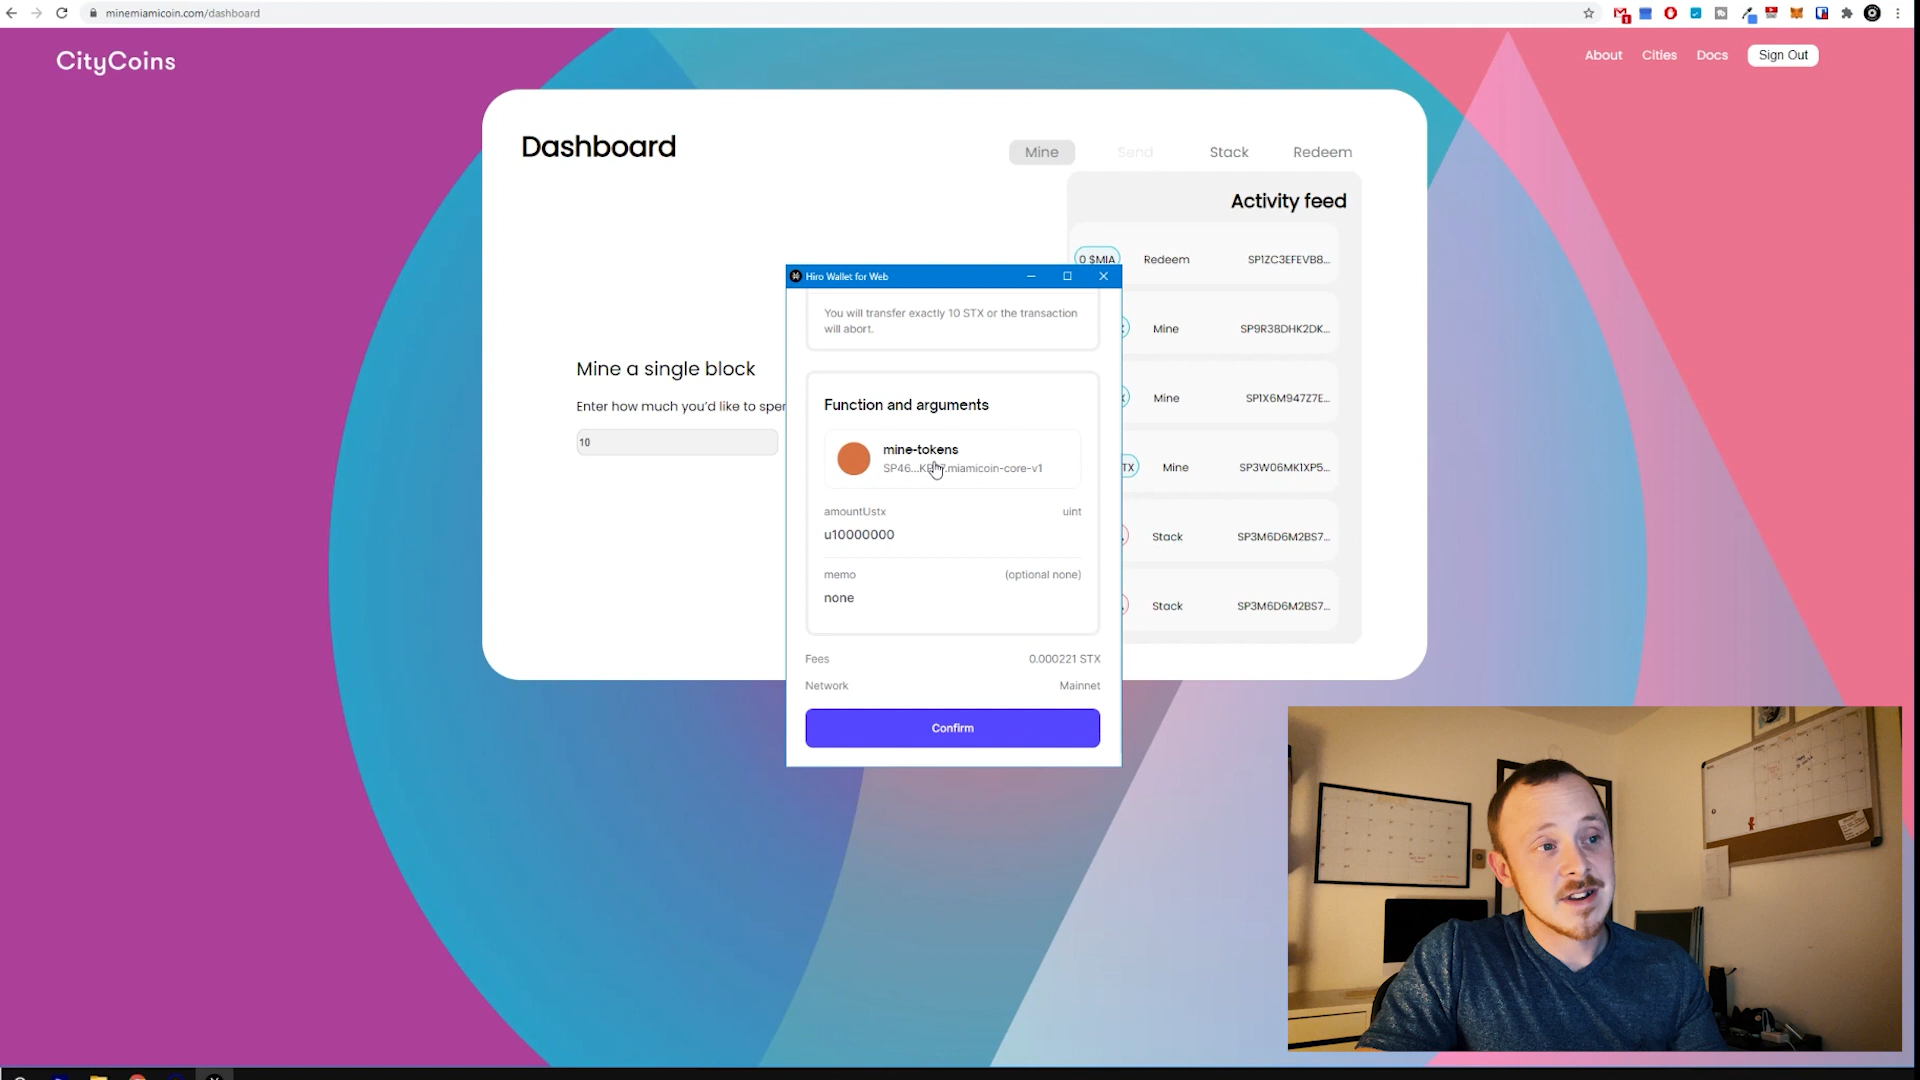 minemiamicoin.com/dashboard
CityCoins
About
Cities
Docs
Sign Out
Dashboard
Mine
Send
Stack
Redeem
Activity feed
0 $MIA
Redeem
SP1ZC3EFEVB8...
Mine
SP9R38DHK2DK...
Mine
SP1X6M947Z7E...
TX
Mine
SP3W06MK1XP5...
Stack
SP3M6D6M2BS7...
Stack
SP3M6D6M2BS7...
Mine a single block
Enter how much you'd like to spen
10
Hiro Wallet for Web
You will transfer exactly 10 STX or the transaction
will abort.
Function and arguments
mine-tokens
.miamicoin-core-v1
amountUstx
uint
u10000000
memo
(optional none)
none
Fees
0.000221 STX
Network
Mainnet
Confirm